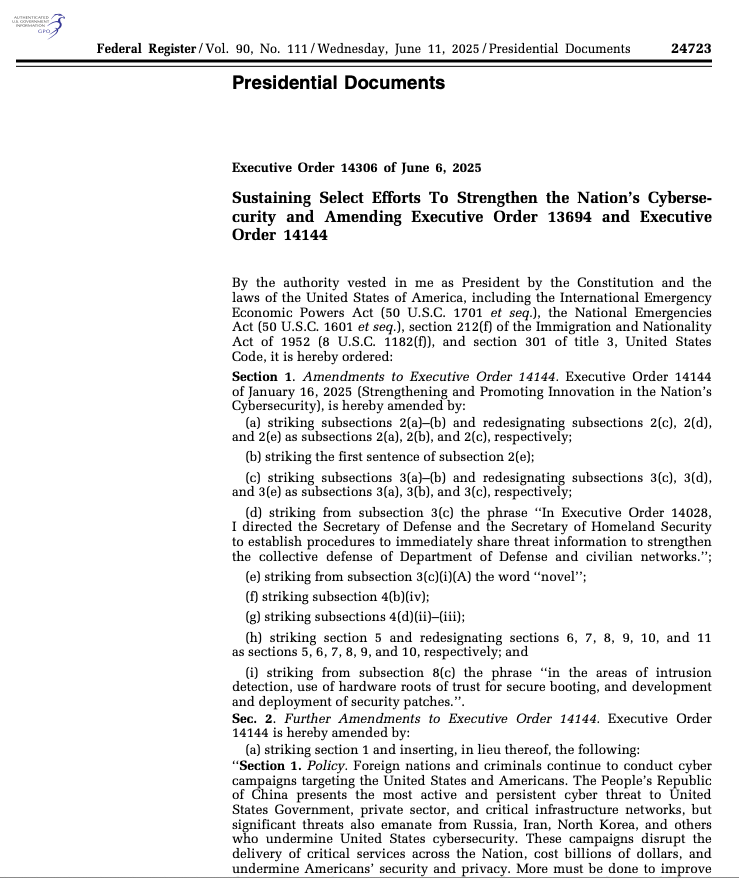 AUTHENTICATED
U.S. GOVERNMENT
INFORMATION
GPO
Federal Register / Vol. 90, No. 111 / Wednesday, June 11, 2025 / Presidential Documents 24723
Presidential Documents
Executive Order 14306 of June 6, 2025
Sustaining Select Efforts To Strengthen the Nation's Cyberse-
curity and Amending Executive Order 13694 and Executive
Order 14144
By the authority vested in me as President by the Constitution and the
laws of the United States of America, including the International Emergency
Economic Powers Act (50 U.S.C. 1701 et seq.), the National Emergencies
Act (50 U.S.C. 1601 et seq.), section 212(f) of the Immigration and Nationality
Act of 1952 (8 U.S.C. 1182(f)), and section 301 of title 3, United States
Code, it is hereby ordered:
Section 1. Amendments to Executive Order 14144. Executive Order 14144
of January 16, 2025 (Strengthening and Promoting Innovation in the Nation's
Cybersecurity), is hereby amended by:
(a) striking subsections 2(a)–(b) and redesignating subsections 2(c), 2(d),
and 2(e) as subsections 2(a), 2(b), and 2(c), respectively;
(b) striking the first sentence of subsection 2(e);
(c) striking subsections 3(a)–(b) and redesignating subsections 3(c), 3(d),
and 3(e) as subsections 3(a), 3(b), and 3(c), respectively;
(d) striking from subsection 3(c) the phrase ''In Executive Order 14028,
I directed the Secretary of Defense and the Secretary of Homeland Security
to establish procedures to immediately share threat information to strengthen
the collective defense of Department of Defense and civilian networks.'';
(e) striking from subsection 3(c)(i)(A) the word ''novel'';
(f) striking subsection 4(b)(iv);
(g) striking subsections 4(d)(ii)–(iii);
(h) striking section 5 and redesignating sections 6, 7, 8, 9, 10, and 11
as sections 5, 6, 7, 8, 9, and 10, respectively; and
(i) striking from subsection 8(c) the phrase ''in the areas of intrusion
detection, use of hardware roots of trust for secure booting, and development
and deployment of security patches.''.
Sec. 2. Further Amendments to Executive Order 14144. Executive Order
14144 is hereby amended by:
(a) striking section 1 and inserting, in lieu thereof, the following:
''Section 1. Policy. Foreign nations and criminals continue to conduct cyber
campaigns targeting the United States and Americans. The People's Republic
of China presents the most active and persistent cyber threat to United
States Government, private sector, and critical infrastructure networks, but
significant threats also emanate from Russia, Iran, North Korea, and others
who undermine United States cybersecurity. These campaigns disrupt the
delivery of critical services across the Nation, cost billions of dollars, and
undermine Americans' security and privacy. More must be done to improve